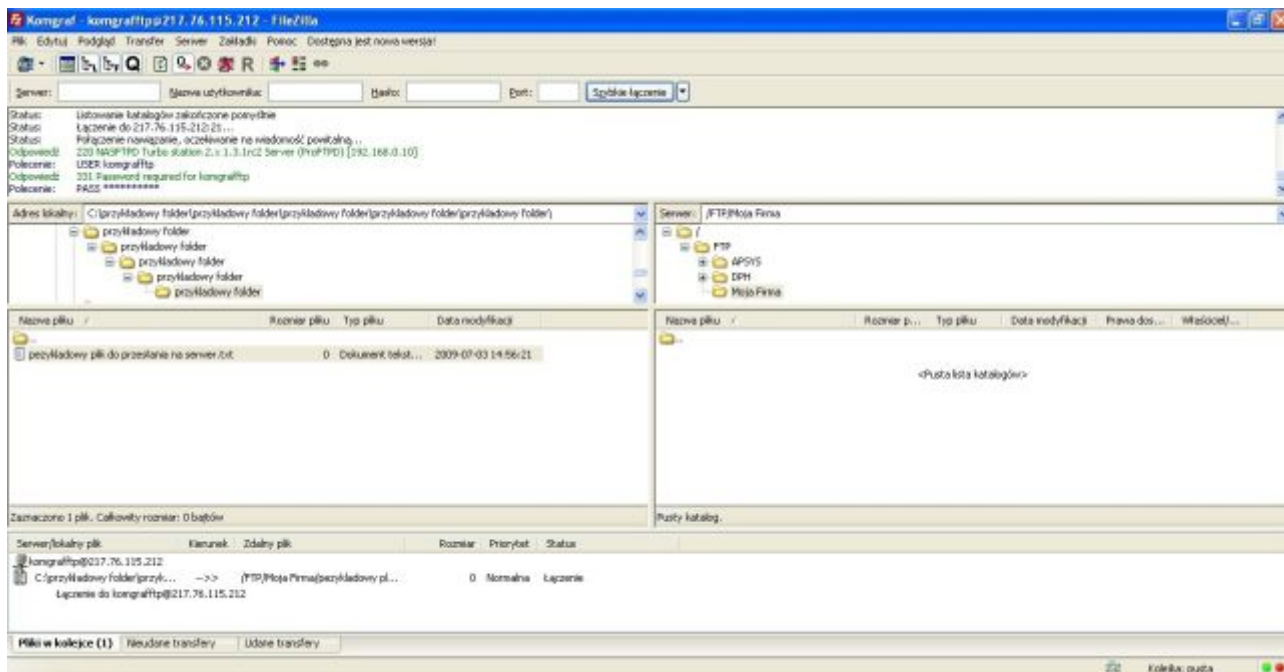 Komgraf - komgrafftp@217.76.115.212 - FileZilla
Plik Edytuj Podgląd Transfer Serwer Zakładki Pomoc Dostępna jest nowa wersja!
Serwer: Nazwa użytkownika: Hasło: Port: Szybkie łączenie
Status: Listowanie katalogów zakończone pomyślnie
Status: Łączenie do 217.76.115.212:21...
Status: Połączenie nawiązanie, oczekiwanie na wiadomość powitalną...
Odpowiedź: 220 NASFTPD Turbo station 2.x 1.3.1rc2 Server (ProFTPD) [192.168.0.10]
Polecenie: USER komgrafftp
Odpowiedź: 331 Password required for komgrafftp
Polecenie: PASS **********
Adres lokalny: C:\przykładowy folder\przykładowy folder\przykładowy folder\przykładowy folder\przykładowy folder\ Serwer: /FTP/Moja Firma
przykładowy folder /
przykładowy folder FTP
przykładowy folder APSYS
przykładowy folder DPH
przykładowy folder Moja Firma
Nazwa pliku / Rozmiar pliku Typ pliku Data modyfikacji Nazwa pliku / Rozmiar p... Typ pliku Data modyfikacji Prawa dos... Właściciel/...
.. ..
pezykładowy plik do przesłania na serwer.txt 0 Dokument tekst... 2009-07-03 14:56:21
<Pusta lista katalogów>
Zaznaczono 1 plik. Całkowity rozmiar: 0 bajtów Pusty katalog.
Serwer/lokalny plik Kierunek Zdalny plik Rozmiar Priorytet Status
komgrafftp@217.76.115.212
C:\przykładowy folder\przyk... -->> /FTP/Moja Firma/pezykładowy pl... 0 Normalna Łączenie
Łączenie do komgrafftp@217.76.115.212
Pliki w kolejce (1) Nieudane transfery Udane transfery
Kolejka: pusta